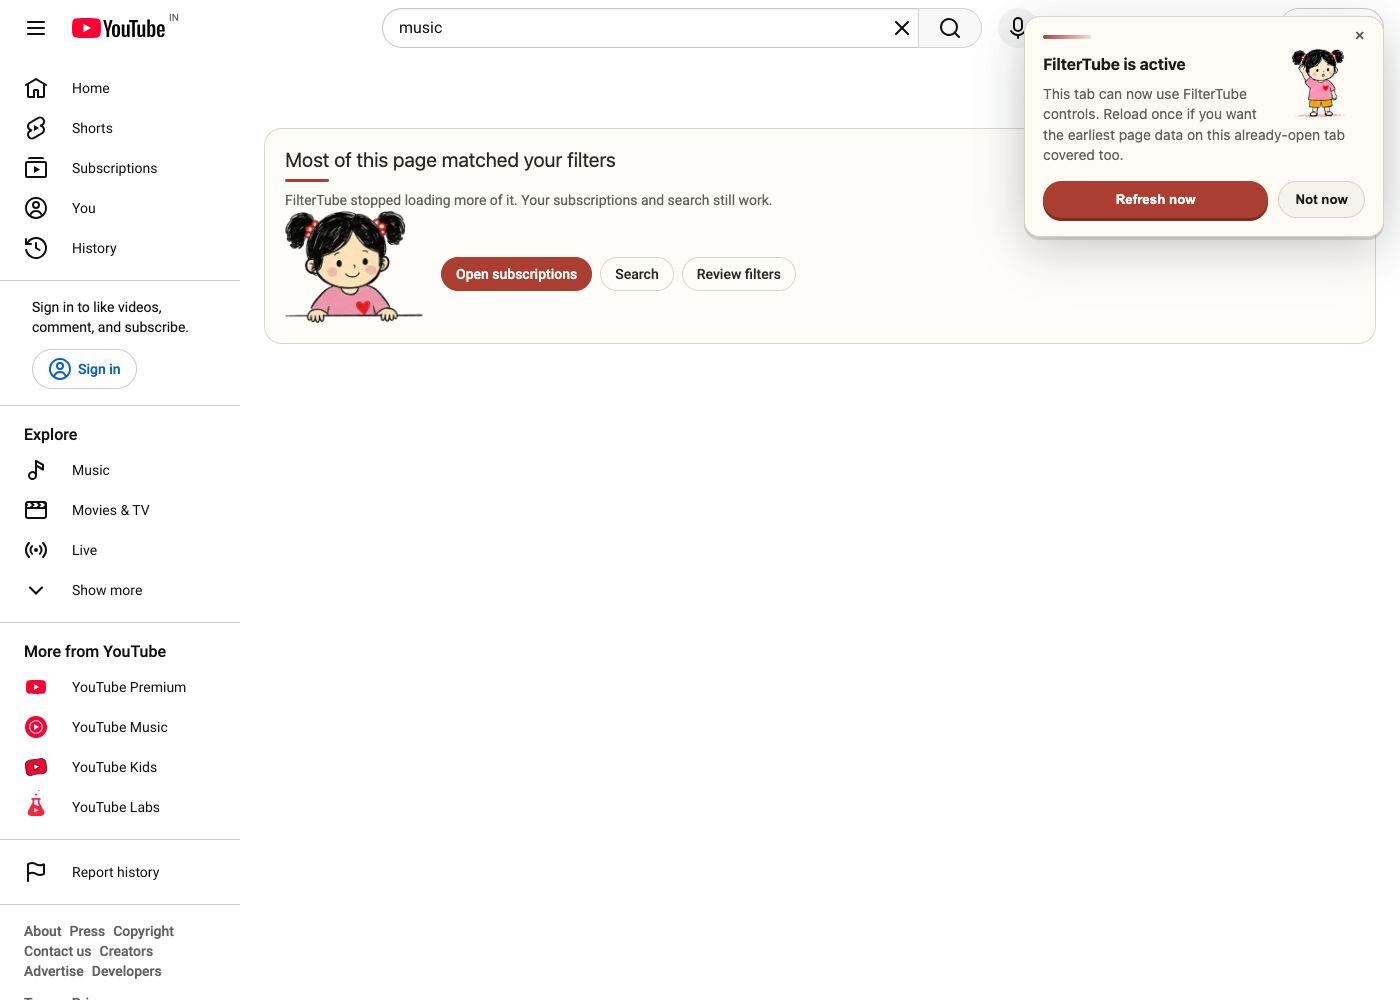 YouTube IN
music
Home
Shorts
Subscriptions
You
History
Sign in to like videos,
comment, and subscribe.
Sign in
Explore
Music
Movies & TV
Live
Show more
More from YouTube
YouTube Premium
YouTube Music
YouTube Kids
YouTube Labs
Report history
About Press Copyright
Contact us Creators
Advertise Developers
Most of this page matched your filters
FilterTube stopped loading more of it. Your subscriptions and search still work.
Open subscriptions
Search
Review filters
FilterTube is active
This tab can now use FilterTube
controls. Reload once if you want
the earliest page data on this already-open tab
covered too.
Refresh now
Not now